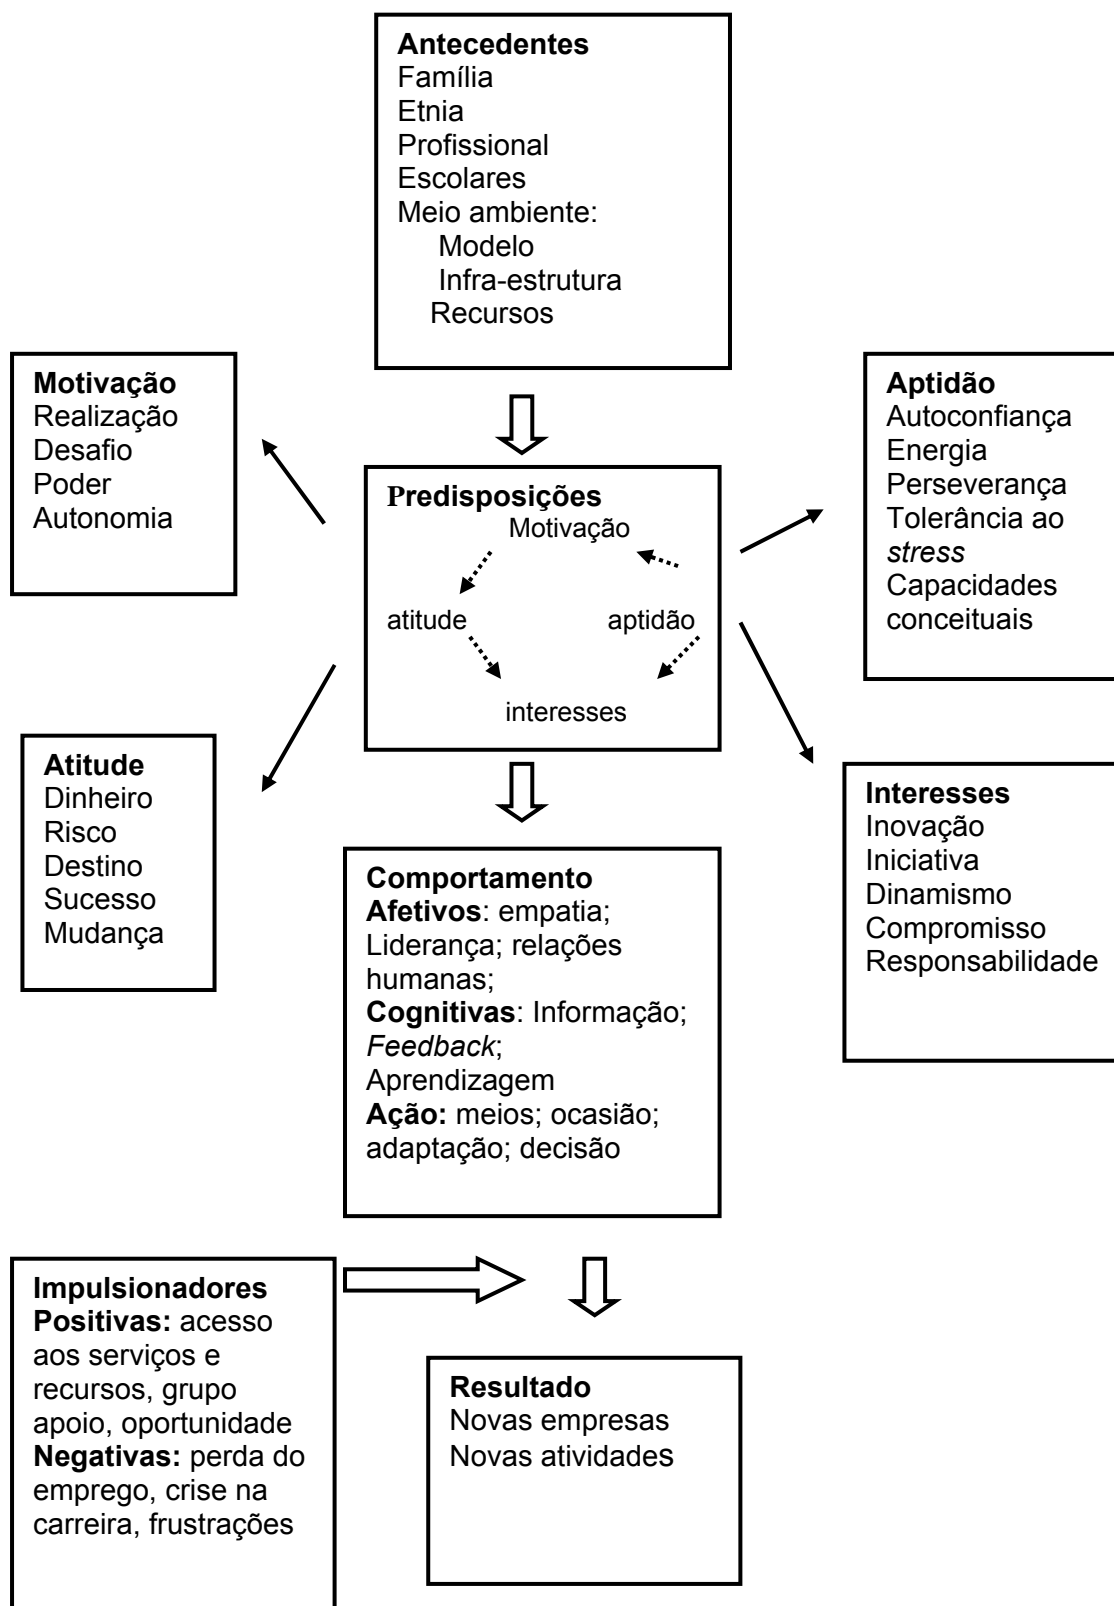 Antecedentes
Família
Etnia
Profissional
Escolares
Meio ambiente:
Modelo
Infra-estrutura
Recursos
Motivação
Realização
Desafio
Poder
Autonomia
Aptidão
Autoconfiança
Energia
Perseverança
Tolerância ao
stress
Capacidades
conceituais
Predisposições
Motivação
atitude aptidão
interesses
Atitude
Dinheiro
Risco
Destino
Sucesso
Mudança
Interesses
Inovação
Iniciativa
Dinamismo
Compromisso
Responsabilidade
Comportamento
Afetivos: empatia;
Liderança; relações
humanas;
Cognitivas: Informação;
Feedback;
Aprendizagem
Ação: meios; ocasião;
adaptação; decisão
Impulsionadores
Positivas: acesso
aos serviços e
recursos, grupo
apoio, oportunidade
Negativas: perda do
emprego, crise na
carreira, frustrações
Resultado
Novas empresas
Novas atividades